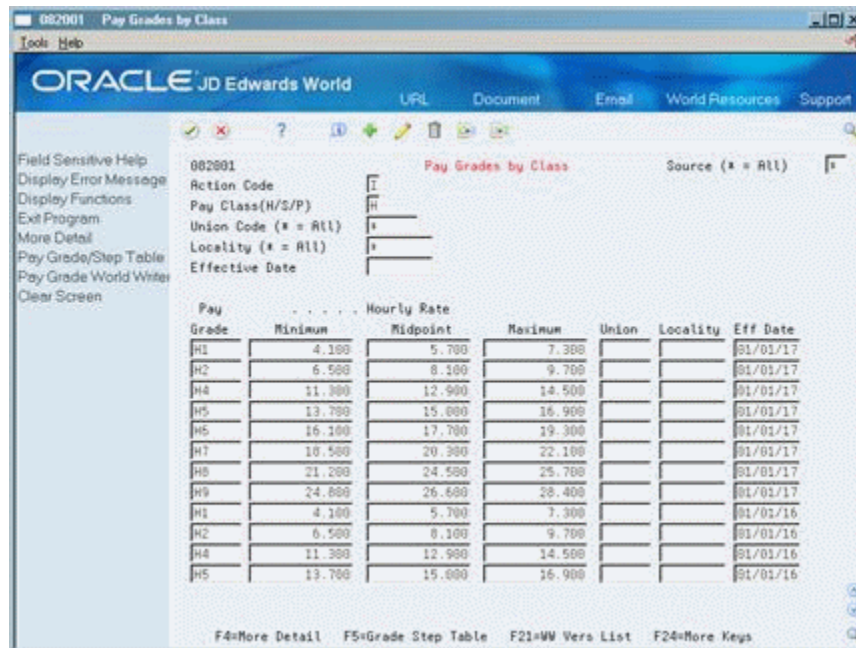 082001 Pay Grades by Class
Tools Help
ORACLE JD Edwards World
URL Document Email World Resources Support
Field Sensitive Help
Display Error Message
Display Functions
Exit Program
More Detail
Pay Grade/Step Table
Pay Grade World Writer
Clear Screen
082001 Pay Grades by Class Source (* = All) *
Action Code I
Pay Class(H/S/P) H
Union Code (* = All) *
Locality (* = All) *
Effective Date
Pay . . . . . Hourly Rate
Grade Minimum Midpoint Maximum Union Locality Eff Date
H1 4.100 5.700 7.300 01/01/17
H2 6.500 8.100 9.700 01/01/17
H4 11.300 12.900 14.500 01/01/17
H5 13.700 15.000 16.900 01/01/17
H6 16.100 17.700 19.300 01/01/17
H7 18.500 20.300 22.100 01/01/17
H8 21.200 24.500 25.700 01/01/17
H9 24.800 26.600 28.400 01/01/17
H1 4.100 5.700 7.300 01/01/16
H2 6.500 8.100 9.700 01/01/16
H4 11.300 12.900 14.500 01/01/16
H5 13.700 15.000 16.900 01/01/16
F4=More Detail F5=Grade Step Table F21=WW Vers List F24=More Keys